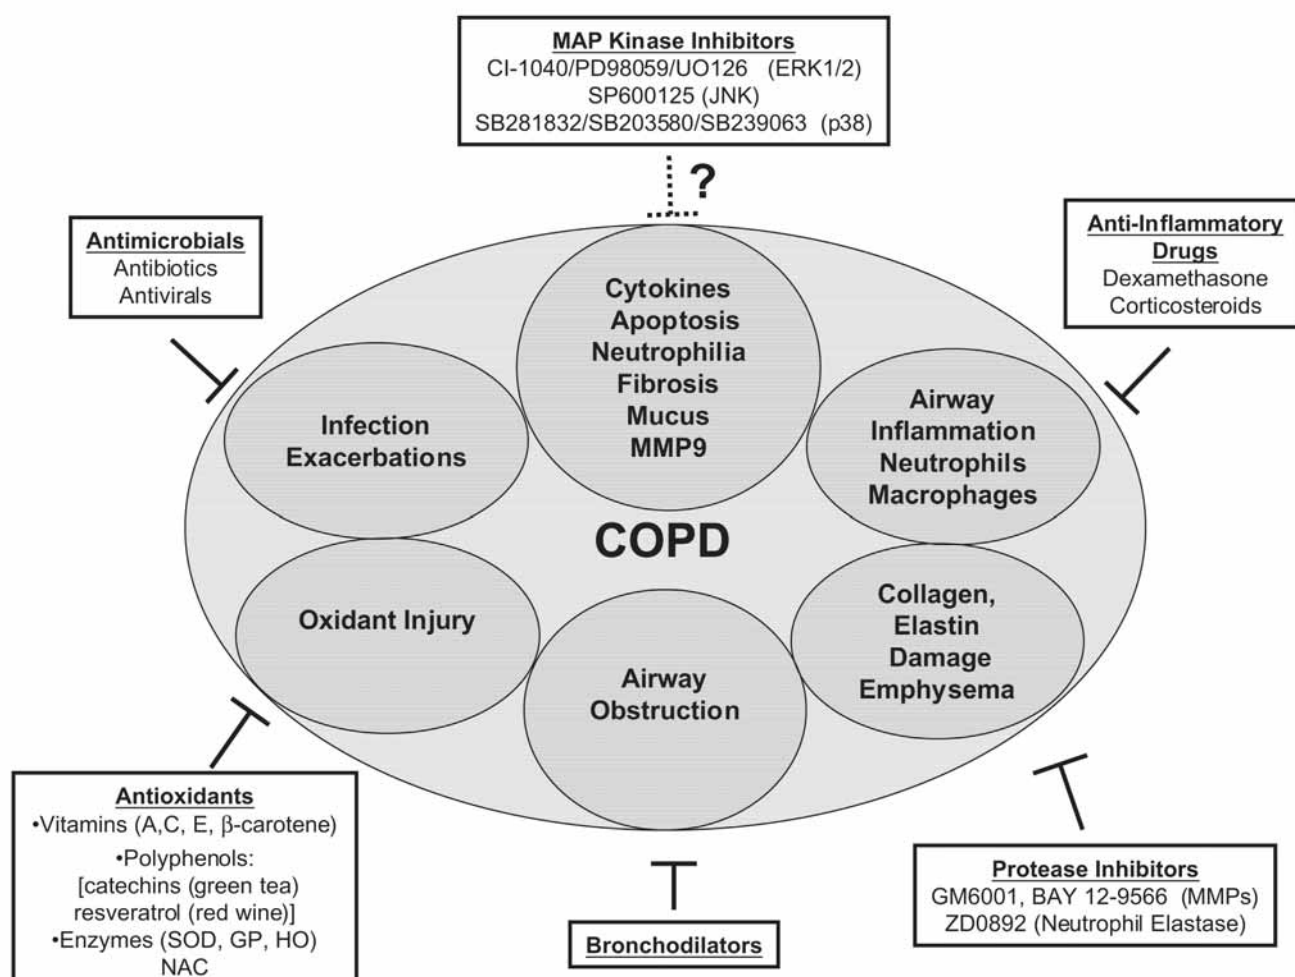 MAP Kinase Inhibitors
CI-1040/PD98059/UO126 (ERK1/2)
SP600125 (JNK)
SB281832/SB203580/SB239063 (p38)
?
Antimicrobials
Antibiotics
Antivirals
Anti-Inflammatory
Drugs
Dexamethasone
Corticosteroids
Cytokines
Apoptosis
Neutrophilia
Fibrosis
Mucus
MMP9
Infection
Exacerbations
Airway
Inflammation
Neutrophils
Macrophages
COPD
Oxidant Injury
Airway
Obstruction
Collagen,
Elastin
Damage
Emphysema
Antioxidants
•Vitamins (A,C, E, β-carotene)
•Polyphenols:
[catechins (green tea)
resveratrol (red wine)]
•Enzymes (SOD, GP, HO)
NAC
Bronchodilators
Protease Inhibitors
GM6001, BAY 12-9566 (MMPs)
ZD0892 (Neutrophil Elastase)